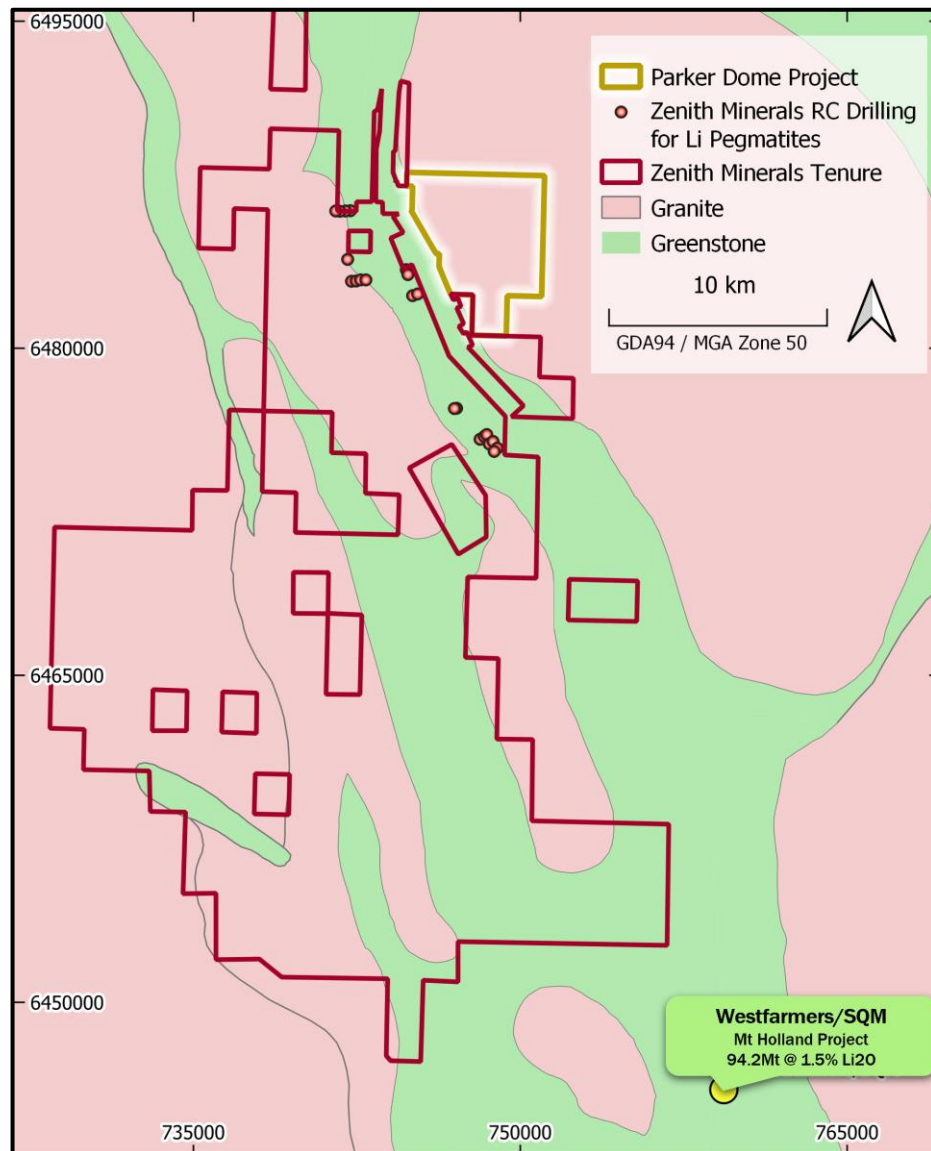 6495000
Parker Dome Project
Zenith Minerals RC Drilling
for Li Pegmatites
Zenith Minerals Tenure
Granite
Greenstone
10 km
GDA94 / MGA Zone 50
6480000
6465000
6450000
Westfarmers/SQM
Mt Holland Project
94.2Mt @ 1.5% Li2O
735000
750000
765000